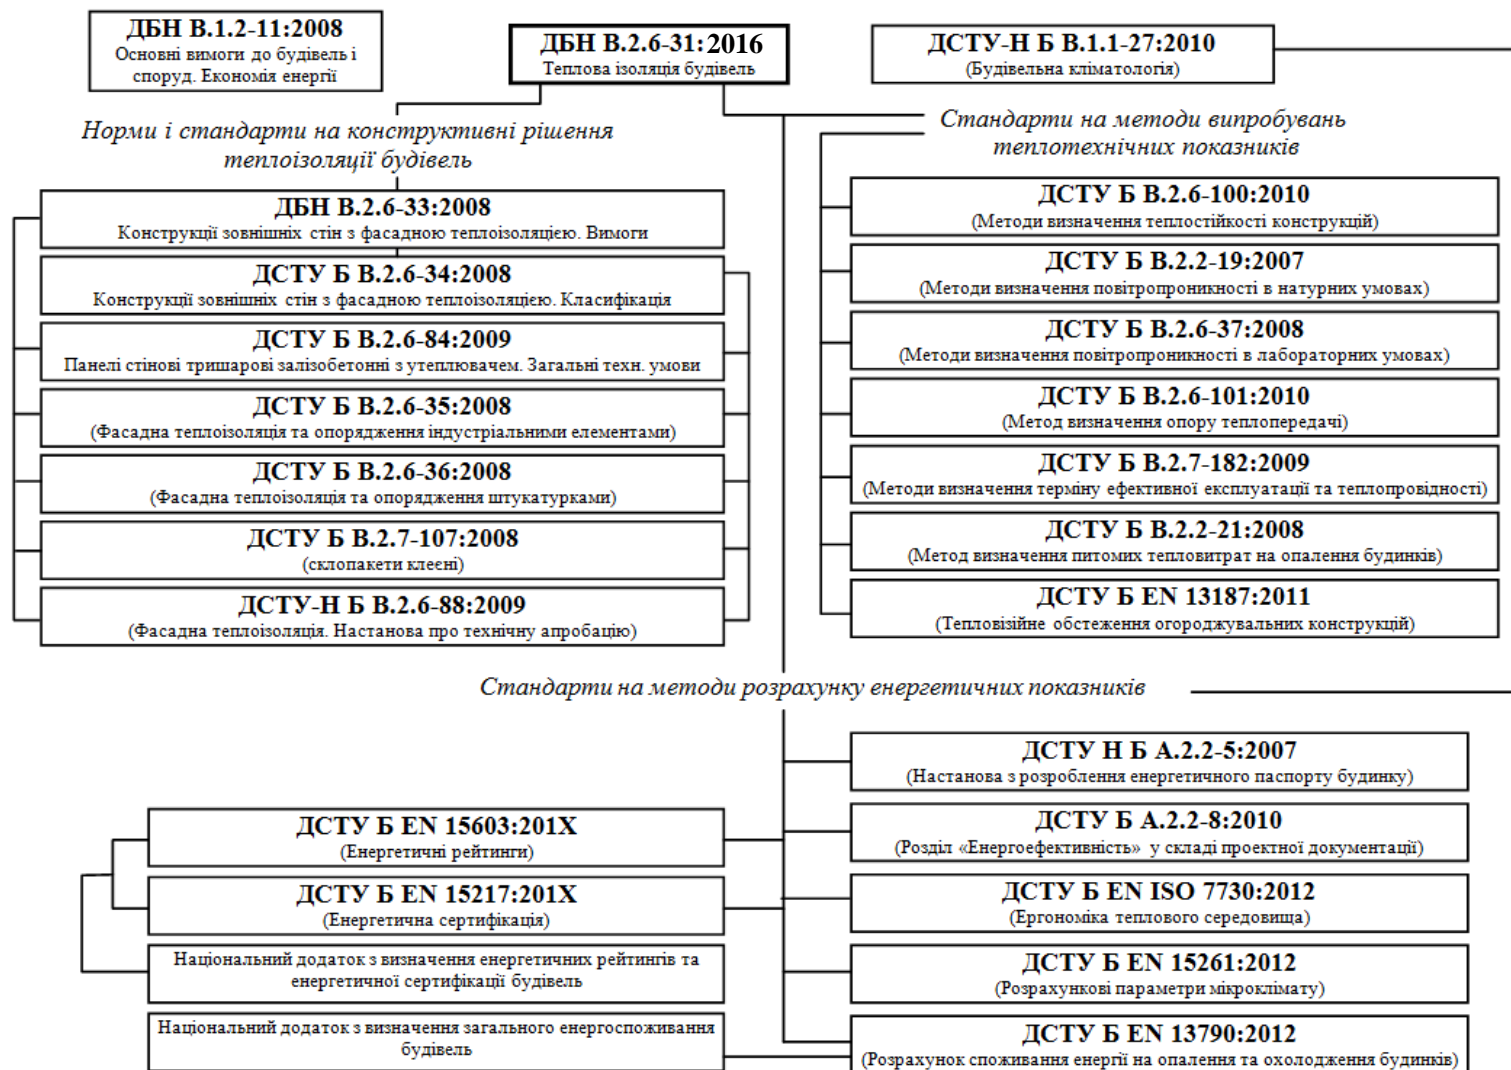 ДБН В.1.2-11:2008
Основні вимоги до будівель і
споруд. Економія енергії
ДБН В.2.6-31: 2016
Теплова ізоляція будівель
ДСТУ-Н Б В.1.1-27:2010
(Будівельна кліматологія)
Норми і стандарти на конструктивні рішення
теплоізоляції будівель
ДБН В.2.6-33:2008
Конструкції зовнішніх стін з фасадною теплоізоляцією. Вимоги
ДСТУ Б В.2.6-34:2008
Конструкції зовнішніх стін з фасадною теплоізоляцією. Класифікація
ДСТУ Б В.2.6-84:2009
Панелі стінові тришарові залізобетонні з утеплювачем. Загальні техн. умови
ДСТУ Б В.2.6-35:2008
(Фасадна теплоізоляція та опорядження індустріальними елементами)
ДСТУ Б В.2.6-36:2008
(Фасадна теплоізоляція та опорядження штукатурками)
ДСТУ Б В.2.7-107:2008
(склопакети клеєні)
ДСТУ-Н Б В.2.6-88:2009
(Фасадна теплоізоляція. Настанова про технічну апробацію)
Стандарти на методи випробувань
теплотехнічних показників
ДСТУ Б В.2.6-100:2010
(Методи визначення теплостійкості конструкцій)
ДСТУ Б В.2.2-19:2007
(Методи визначення повітропроникності в натурних умовах)
ДСТУ Б В.2.6-37:2008
(Методи визначення повітропроникності в лабораторних умовах)
ДСТУ Б В.2.6-101:2010
(Метод визначення опору теплопередачі)
ДСТУ Б В.2.7-182:2009
(Методи визначення терміну ефективної експлуатації та теплопровідності)
ДСТУ Б В.2.2-21:2008
(Метод визначення питомих тепловитрат на опалення будинків)
ДСТУ Б EN 13187:2011
(Тепловізійне обстеження огороджувальних конструкцій)
Стандарти на методи розрахунку енергетичних показників
ДСТУ Б EN 15603:201X
(Енергетичні рейтинги)
ДСТУ Б EN 15217:201X
(Енергетична сертифікація)
Національний додаток з визначення енергетичних рейтингів та
енергетичної сертифікації будівель
Національний додаток з визначення загального енергоспоживання
будівель
ДСТУ Н Б А.2.2-5:2007
(Настанова з розроблення енергетичного паспорту будинку)
ДСТУ Б А.2.2-8:2010
(Розділ «Енергоефективність» у складі проектної документації)
ДСТУ Б EN ISO 7730:2012
(Ергономіка теплового середовища)
ДСТУ Б EN 15261:2012
(Розрахункові параметри мікроклімату)
ДСТУ Б EN 13790:2012
(Розрахунок споживання енергії на опалення та охолодження будинків)